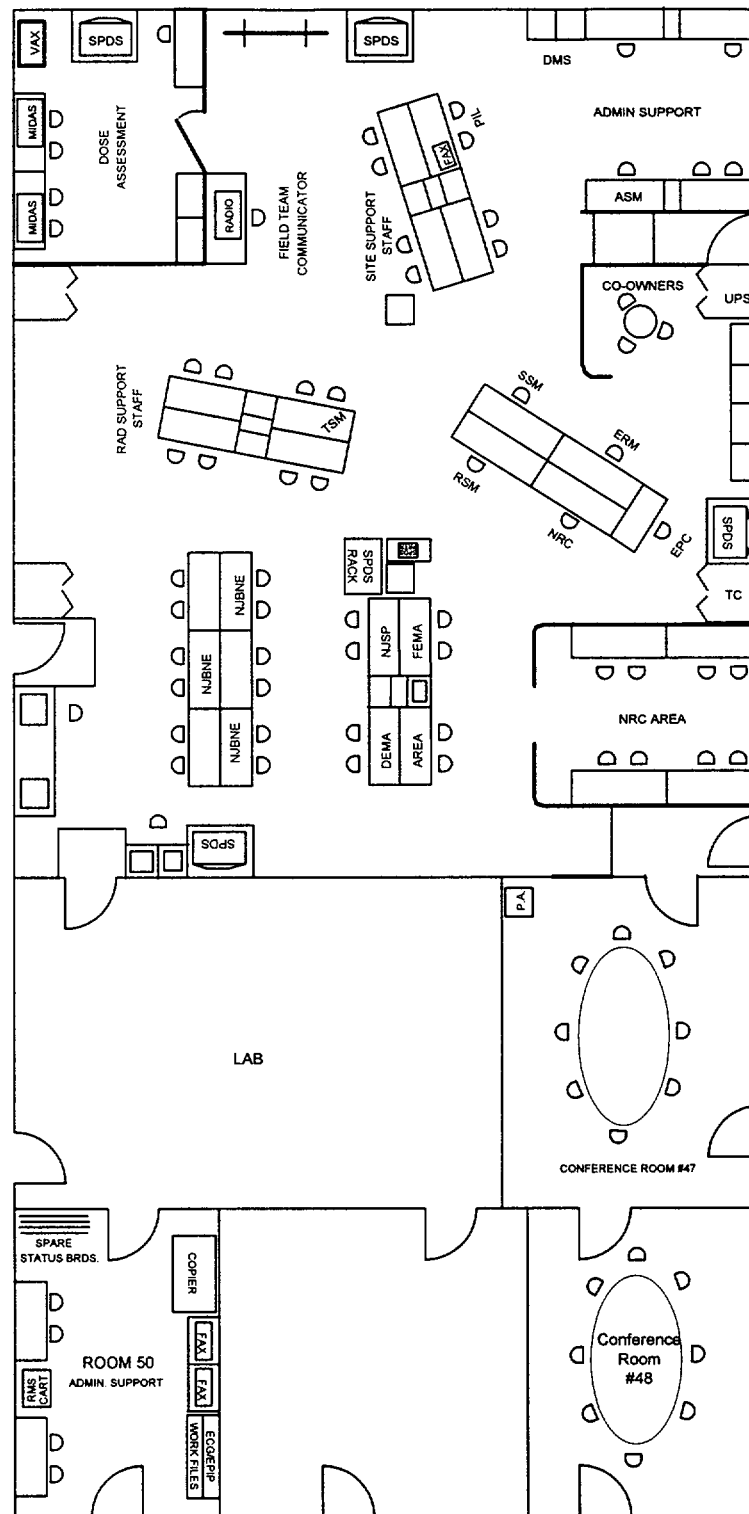 VAX
SPDS
SPDS
DMS
MIDAS
DOSE
ASSESSMENT
PIL
FAX
ADMIN SUPPORT
MIDAS
RADIO
FIELD TEAM
COMMUNICATOR
SITE SUPPORT
STAFF
ASM
CO-OWNERS
UPS
RAD SUPPORT
STAFF
TSM
SSM
ERM
RSM
NRC
EPC
SPDS
SPDS
RACK
TC
NJBNE
NJBNE
NJBNE
NJSP
FEMA
DEMA
AREA
NRC AREA
SPDS
P.A.
LAB
CONFERENCE ROOM #47
SPARE
STATUS BRDS.
COPIER
FAX
ROOM 50
ADMIN. SUPPORT
RMS
CART
FAX
ECG/EPIP
WORK FILES
Conference
Room
#48